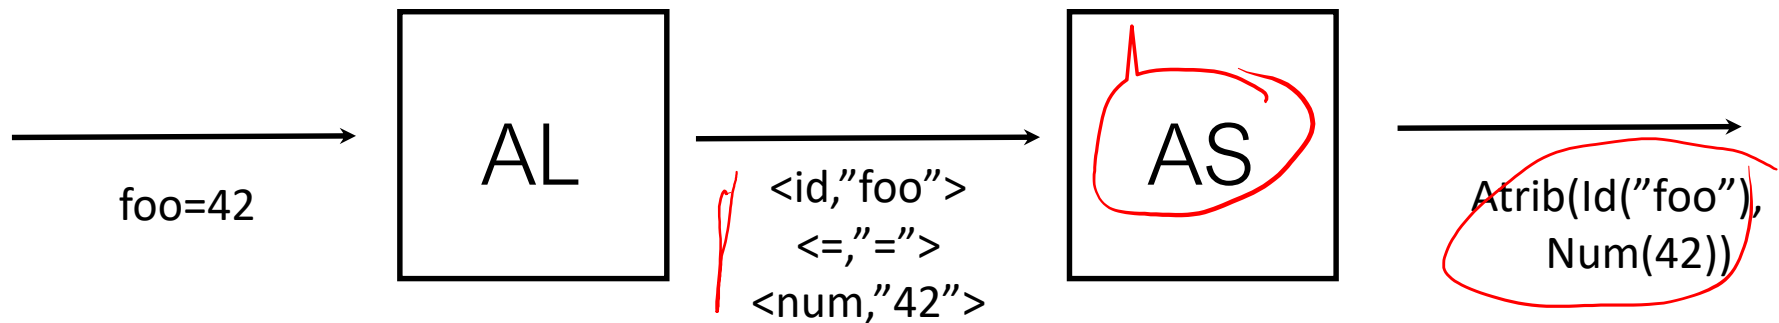 foo=42
AL
<id,”foo”>
<=,”=”>
<num,”42”>
AS
Atrib(Id(”foo”),
Num(42))